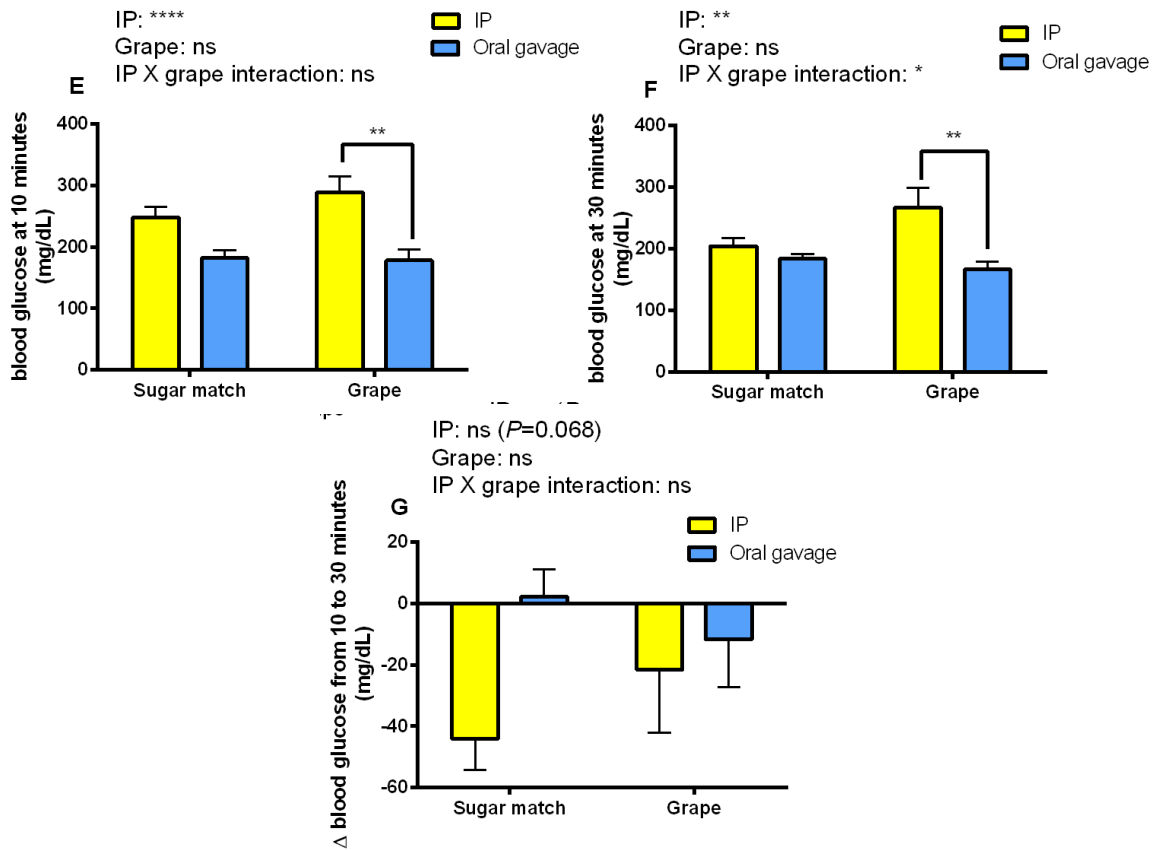 IP: ****
Grape: ns
IP X grape interaction: ns
IP
Oral gavage
E
blood glucose at 10 minutes
(mg/dL)
400
300
200
100
0
**
Sugar match
Grape
IP: **
Grape: ns
IP X grape interaction: *
IP
Oral gavage
F
blood glucose at 30 minutes
(mg/dL)
400
300
200
100
0
**
Sugar match
Grape
IP: ns (P=0.068)
Grape: ns
IP X grape interaction: ns
G
IP
Oral gavage
Δ blood glucose from 10 to 30 minutes
(mg/dL)
20
0
-20
-40
-60
Sugar match
Grape